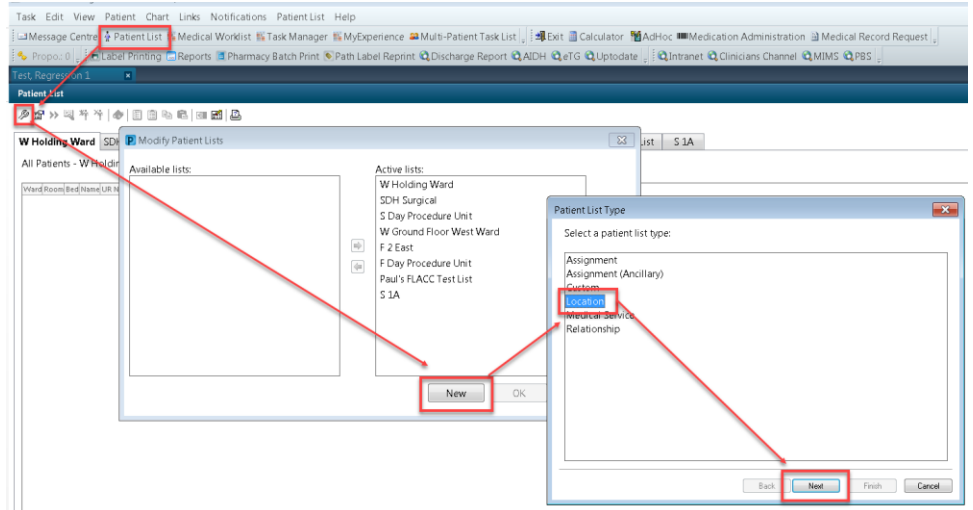 Task Edit View Patient Chart Links Notifications Patient List Help
Message Centre Patient List Medical Worklist Task Manager MyExperience Multi-Patient Task List Exit Calculator AdHoc Medication Administration Medical Record Request
Propo.: 0 Label Printing Reports Pharmacy Batch Print Path Label Reprint Discharge Report AIDH eTG Uptodate Intranet Clinicians Channel MIMS PBS
Test, Regression 1
Patient List
W Holding Ward SDH List S 1A
All Patients - W Holdin
Ward Room Bed Name UR N
Modify Patient Lists
Available lists:
Active lists:
W Holding Ward
SDH Surgical
S Day Procedure Unit
W Ground Floor West Ward
F 2 East
F Day Procedure Unit
Paul's FLACC Test List
S 1A
New OK
Patient List Type
Select a patient list type:
Assignment
Assignment (Ancillary)
Custom
Location
Medical Service
Relationship
Back Next Finish Cancel